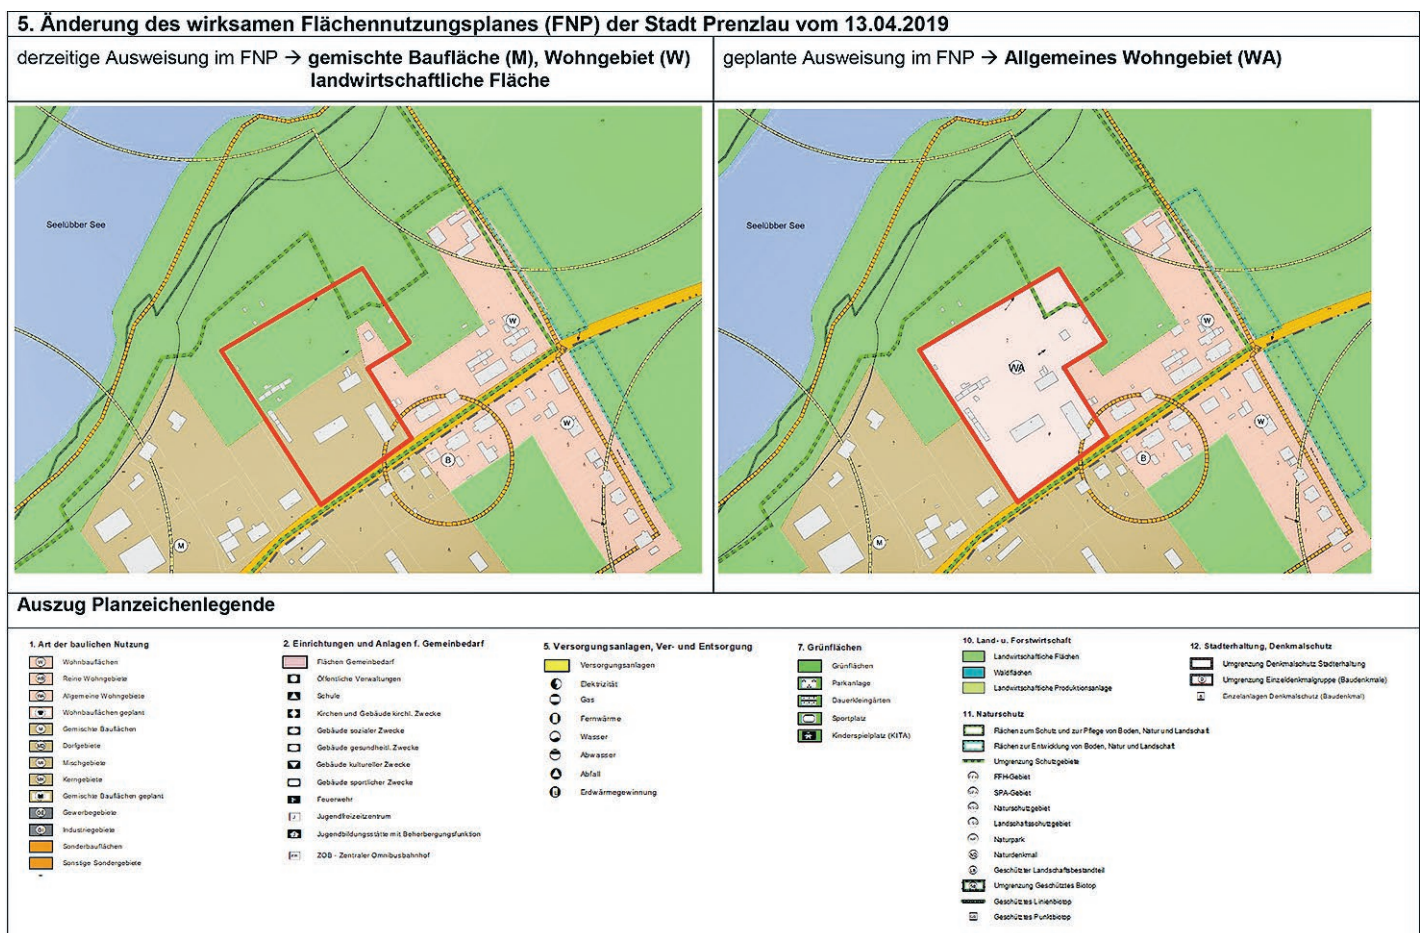 5. Änderung des wirksamen Flächennutzungsplanes (FNP) der Stadt Prenzlau vom 13.04.2019
derzeitige Ausweisung im FNP → gemischte Baufläche (M), Wohngebiet (W)
landwirtschaftliche Fläche
geplante Ausweisung im FNP → Allgemeines Wohngebiet (WA)
Seelübber See
W
W
B
M
Seelübber See
WA
W
W
B
M
Auszug Planzeichenlegende
1. Art der baulichen Nutzung
Wohnbauflächen
Reine Wohngebiete
Allgemeine Wohngebiete
Wohnbauflächen geplant
Gemischte Bauflächen
Dorfgebiete
Mischgebiete
Kerngebiete
Gemischte Bauflächen geplant
Gewerbegebiete
Industriegebiete
Sonderbauflächen
Sonstige Sondergebiete
2. Einrichtungen und Anlagen f. Gemeinbedarf
Flächen Gemeinbedarf
Öffentliche Verwaltungen
Schule
Kirchen und Gebäude kirchl. Zwecke
Gebäude sozialer Zwecke
Gebäude gesundheitl. Zwecke
Gebäude kultureller Zwecke
Gebäude sportlicher Zwecke
Feuerwehr
Jugendfreizeitzentrum
Jugendbildungsstätte mit Beherbergungsfunktion
ZOB - Zentraler Omnibusbahnhof
5. Versorgungsanlagen, Ver- und Entsorgung
Versorgungsanlagen
Elektrizität
Gas
Fernwärme
Wasser
Abwasser
Abfall
Erdwärmegewinnung
7. Grünflächen
Grünflächen
Parkanlage
Dauerkleingärten
Sportplatz
Kinderspielplatz (KITA)
10. Land- u. Forstwirtschaft
Landwirtschaftliche Flächen
Waldflächen
Landwirtschaftliche Produktionsanlage
11. Naturschutz
Flächen zum Schutz und zur Pflege von Boden, Natur und Landschaft
Flächen zur Entwicklung von Boden, Natur und Landschaft
Umgrenzung Schutzgebiete
FFH-Gebiet
SPA-Gebiet
Naturschutzgebiet
Landschaftsschutzgebiet
Naturpark
Naturdenkmal
Geschützter Landschaftsbestandteil
Umgrenzung Geschütztes Biotop
Geschütztes Linienbiotop
Geschütztes Punktbiotop
12. Stadterhaltung, Denkmalschutz
Umgrenzung Denkmalschutz Stadterhaltung
Umgrenzung Einzeldenkmalgruppe (Baudenkmale)
Einzelanlagen Denkmalschutz (Baudenkmal)